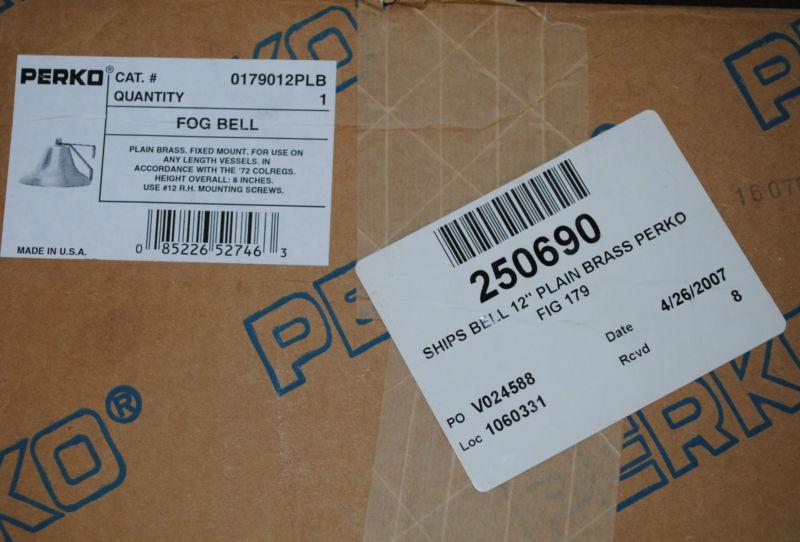 PERKO®
CAT. # 0179012PLB
QUANTITY 1
FOG BELL
PLAIN BRASS. FIXED MOUNT. FOR USE ON
ANY LENGTH VESSELS. IN
ACCORDANCE WITH THE '72 COLREGS.
HEIGHT OVERALL: 8 INCHES.
USE #12 R.H. MOUNTING SCREWS.
MADE IN U.S.A.
0 85226 52746 3
250690
SHIPS BELL 12" PLAIN BRASS PERKO
FIG 179
Date 4/26/2007
Rcvd 8
PO V024588
Loc 1060331
PE
KO®
PERKO